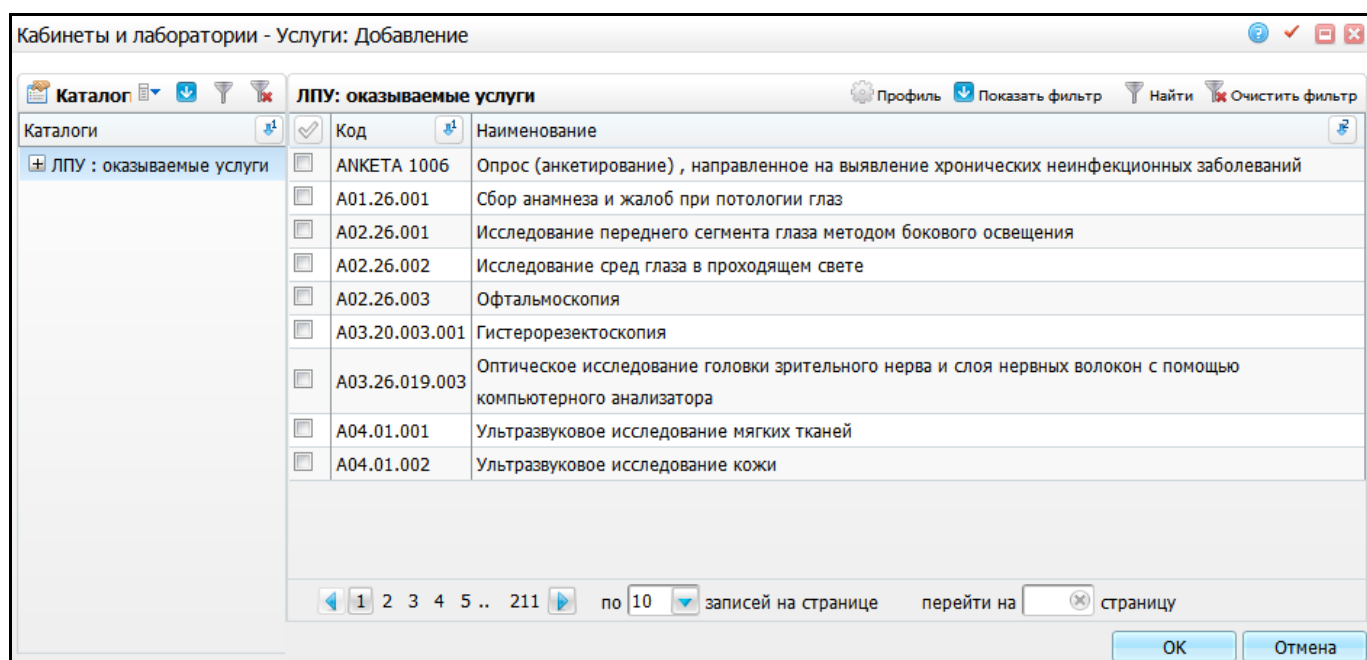 Кабинеты и лаборатории - Услуги: Добавление
Каталог
ЛПУ: оказываемые услуги
Профиль
Показать фильтр
Найти
Очистить фильтр
Каталоги
1
Код
1
Наименование
2
ЛПУ : оказываемые услуги
ANKETA 1006 Опрос (анкетирование) , направленное на выявление хронических неинфекционных заболеваний
A01.26.001 Сбор анамнеза и жалоб при потологии глаз
A02.26.001 Исследование переднего сегмента глаза методом бокового освещения
A02.26.002 Исследование сред глаза в проходящем свете
A02.26.003 Офтальмоскопия
A03.20.003.001 Гистерорезектоскопия
A03.26.019.003 Оптическое исследование головки зрительного нерва и слоя нервных волокон с помощью
компьютерного анализатора
A04.01.001 Ультразвуковое исследование мягких тканей
A04.01.002 Ультразвуковое исследование кожи
1 2 3 4 5 .. 211 по 10 записей на странице перейти на страницу
ОК Отмена